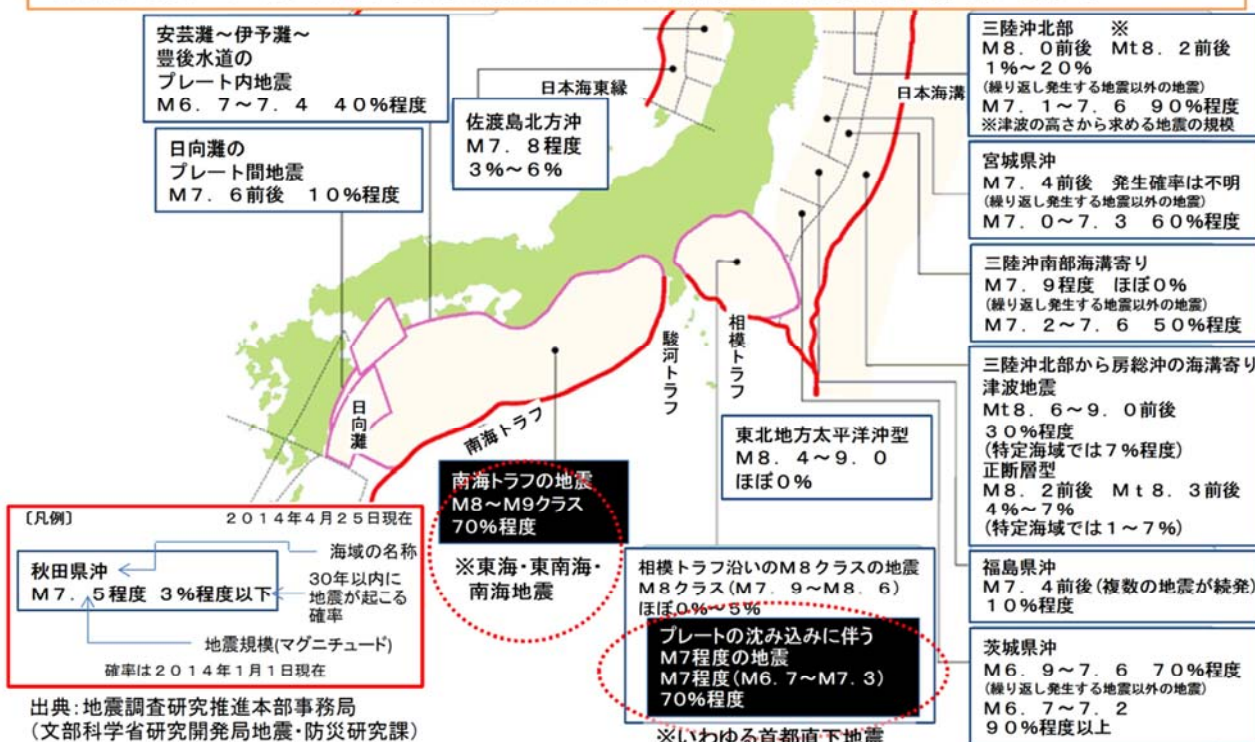 安芸灘～伊予灘～
豊後水道の
プレート内地震
M６．７～７．４　４０％程度
日向灘の
プレート間地震
M７．６前後　１０％程度
日本海東縁
佐渡島北方沖
M７．８程度
３％～６％
日本海溝
三陸沖北部　※
M８．０前後　Mt８．２前後
１％～２０％
(繰り返し発生する地震以外の地震)
M７．１～７．６　９０％程度
※津波の高さから求める地震の規模
宮城県沖
M７．４前後　発生確率は不明
(繰り返し発生する地震以外の地震)
M７．０～７．３　６０％程度
三陸沖南部海溝寄り
M７．９程度　ほぼ０％
(繰り返し発生する地震以外の地震)
M７．２～７．６　５０％程度
三陸沖北部から房総沖の海溝寄り
津波地震
Mt８．６～９．０前後
３０％程度
(特定海域では７％程度)
正断層型
M８．２前後　Mｔ８．３前後
４％～７％
(特定海域では１～７％)
福島県沖
M７．４前後(複数の地震が続発)
１０％程度
茨城県沖
M６．９～７．６　７０％程度
(繰り返し発生する地震以外の地震)
M６．７～７．２
９０％程度以上
日向灘
南海トラフ
駿河トラフ
相模トラフ
東北地方太平洋沖型
M８．４～９．０
ほぼ０％
南海トラフの地震
M８～M９クラス
７０％程度
※東海・東南海・
南海地震
相模トラフ沿いのM８クラスの地震
M８クラス(M７．９～M８．６)
ほぼ０％～５％
プレートの沈み込みに伴う
M７程度の地震
M７程度(M６．７～M７．３)
７０％程度
※いわゆる首都直下地震
〔凡例〕　２０１４年４月２５日現在
海域の名称
秋田県沖
M７．５程度　３％程度以下
３０年以内に
地震が起こる
確率
地震規模(マグニチュード)
確率は２０１４年１月１日現在
出典：地震調査研究推進本部事務局
（文部科学省研究開発局地震・防災研究課）